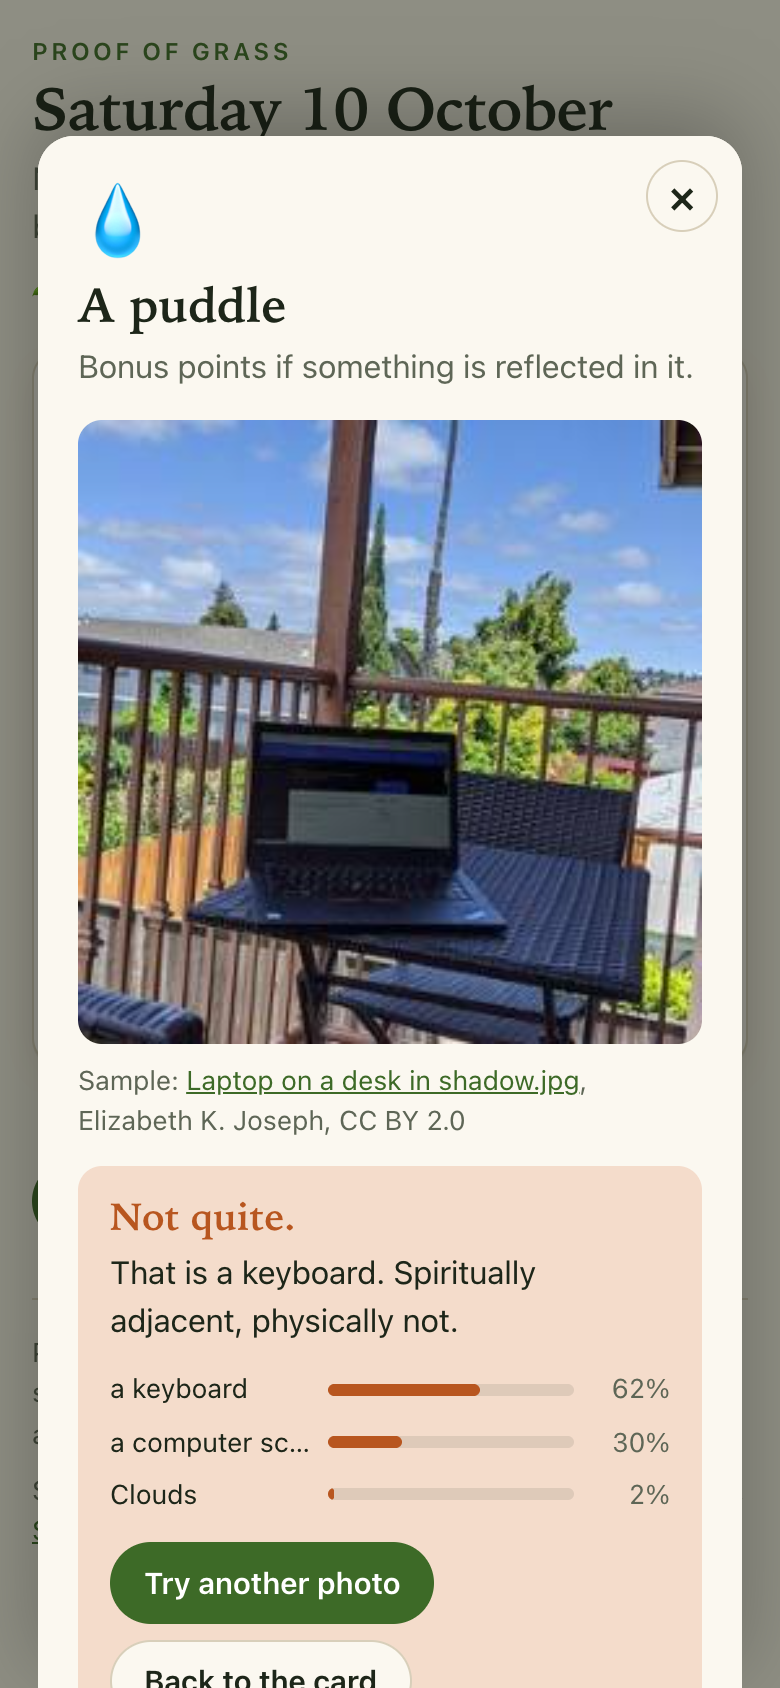 PROOF OF GRASS
Saturday 10 October
×
A puddle
Bonus points if something is reflected in it.
Sample: Laptop on a desk in shadow.jpg,
Elizabeth K. Joseph, CC BY 2.0
Not quite.
That is a keyboard. Spiritually
adjacent, physically not.
a keyboard 62%
a computer sc... 30%
Clouds 2%
Try another photo
Back to the card